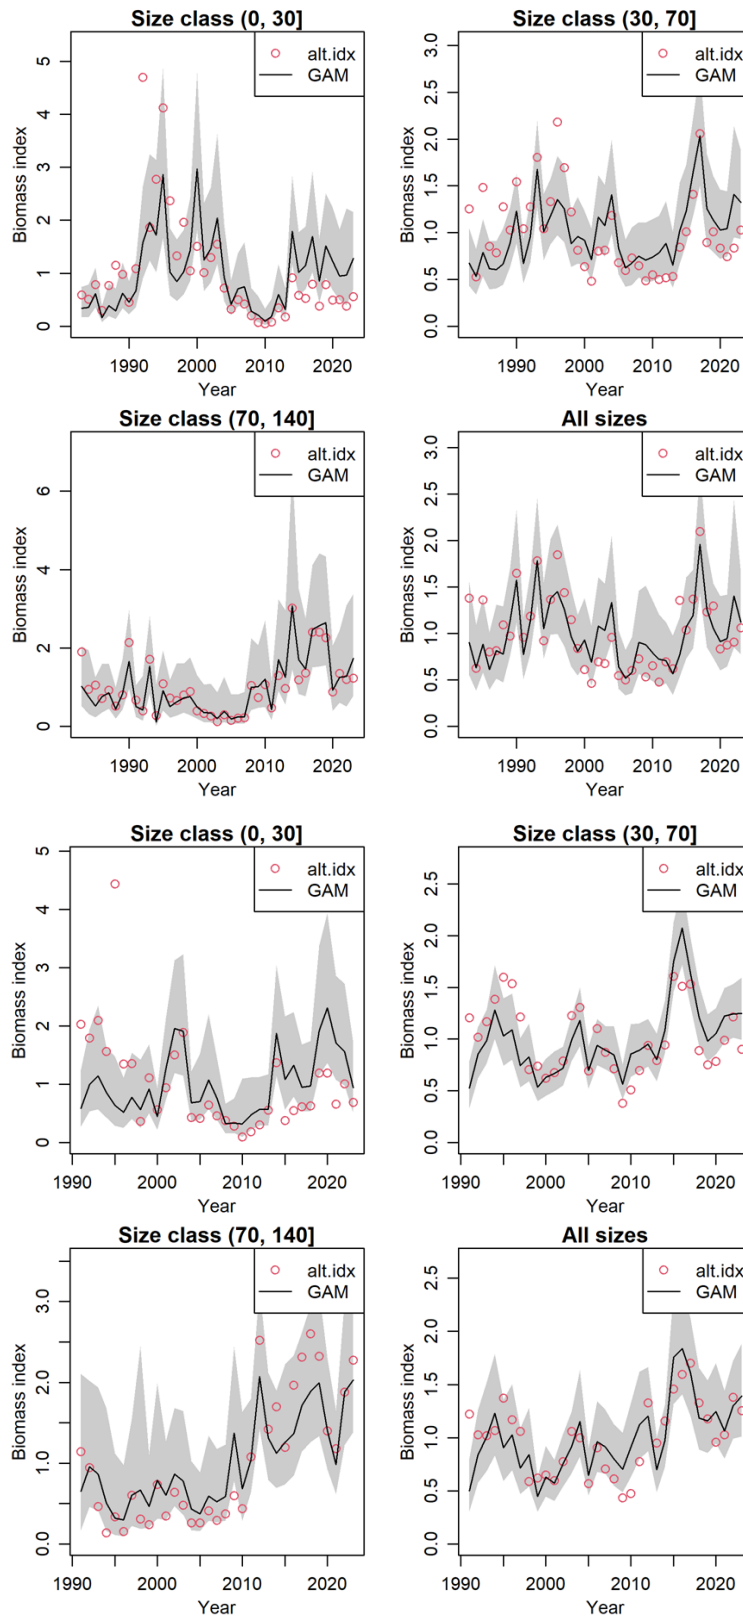 Size class (0, 30]
alt.idx
GAM
Biomass index
0 1 2 3 4 5
1990 2000 2010 2020
Year
Size class (30, 70]
alt.idx
GAM
Biomass index
0.0 0.5 1.0 1.5 2.0 2.5 3.0
1990 2000 2010 2020
Year
Size class (70, 140]
alt.idx
GAM
Biomass index
0 2 4 6
1990 2000 2010 2020
Year
All sizes
alt.idx
GAM
Biomass index
0.0 0.5 1.0 1.5 2.0 2.5 3.0
1990 2000 2010 2020
Year
Size class (0, 30]
alt.idx
GAM
Biomass index
0 1 2 3 4 5
1990 2000 2010 2020
Year
Size class (30, 70]
alt.idx
GAM
Biomass index
0.0 0.5 1.0 1.5 2.0 2.5
1990 2000 2010 2020
Year
Size class (70, 140]
alt.idx
GAM
Biomass index
0.0 1.0 2.0 3.0
1990 2000 2010 2020
Year
All sizes
alt.idx
GAM
Biomass index
0.0 0.5 1.0 1.5 2.0 2.5
1990 2000 2010 2020
Year